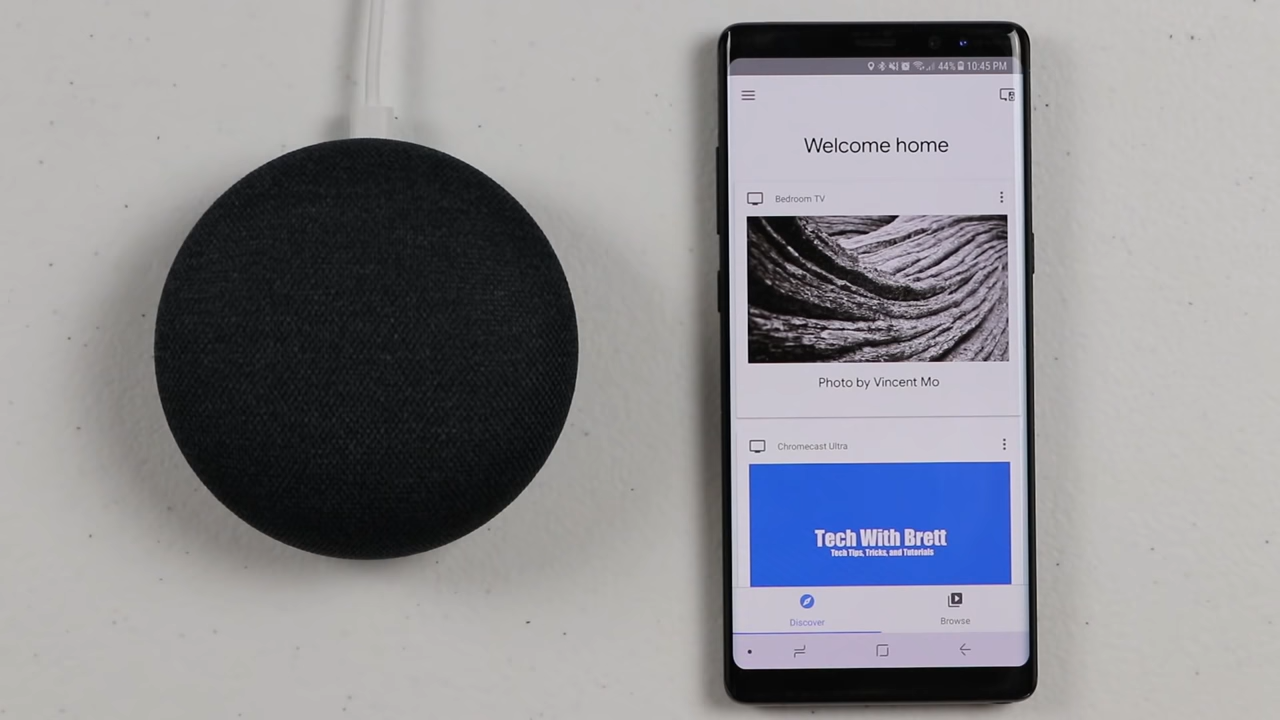 44% 10:45 PM
Welcome home
Bedroom TV
Photo by Vincent Mo
Chromecast Ultra
Tech With Brett
Tech Tips, Tricks, and Tutorials
Discover
Browse